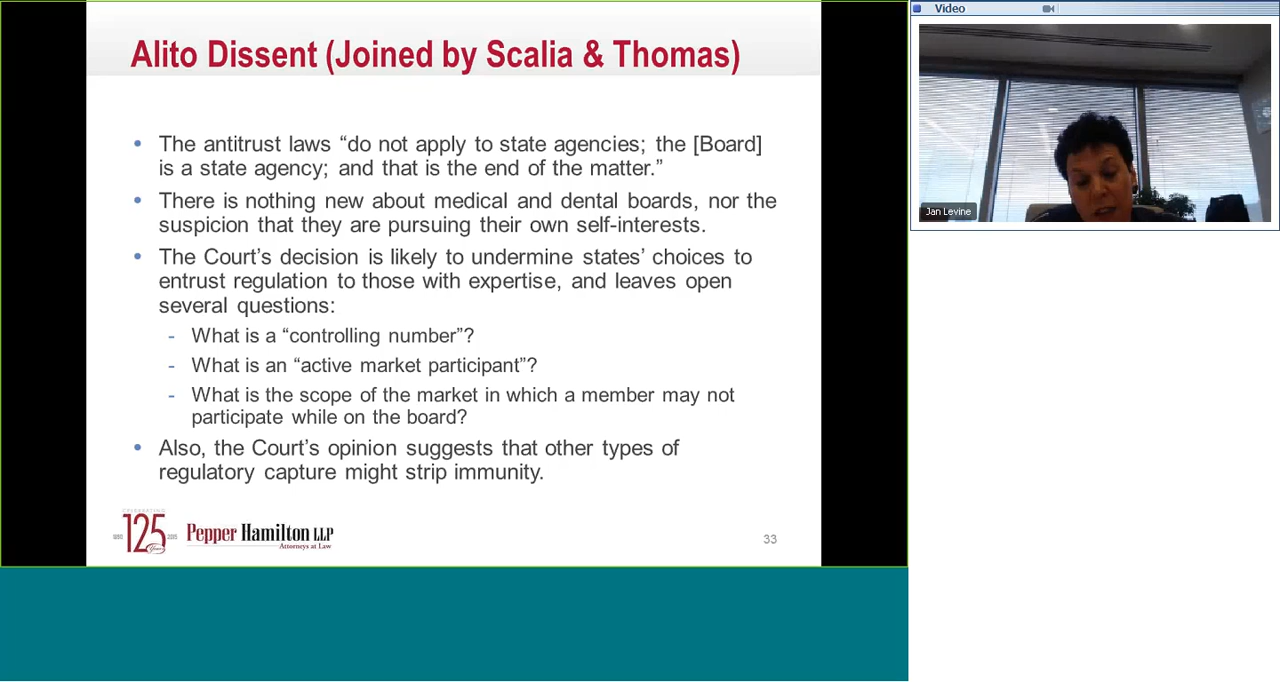 Alito Dissent (Joined by Scalia & Thomas)
• The antitrust laws “do not apply to state agencies; the [Board]
is a state agency; and that is the end of the matter.”
• There is nothing new about medical and dental boards, nor the
suspicion that they are pursuing their own self-interests.
• The Court’s decision is likely to undermine states’ choices to
entrust regulation to those with expertise, and leaves open
several questions:
- What is a “controlling number”?
- What is an “active market participant”?
- What is the scope of the market in which a member may not
participate while on the board?
• Also, the Court’s opinion suggests that other types of
regulatory capture might strip immunity.
CELEBRATING
1890 125 2015
Years
Pepper Hamilton LLP
Attorneys at Law
33
Video
Jan Levine